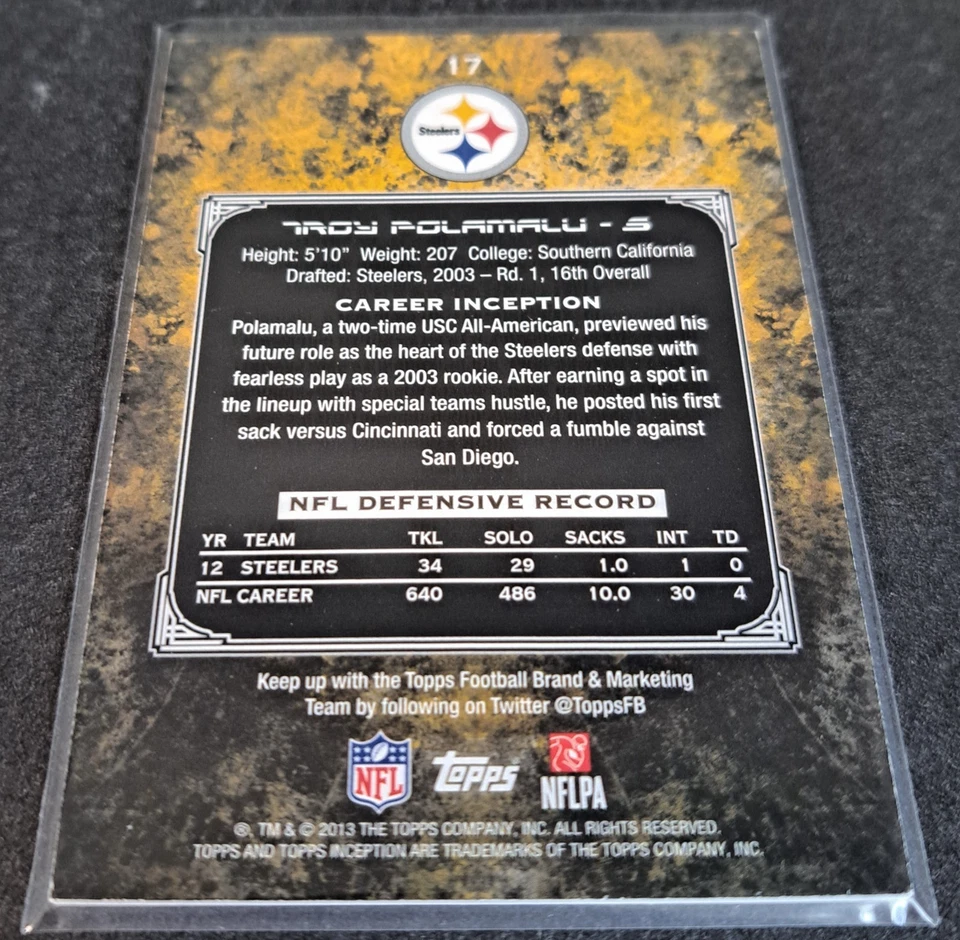 17
Steelers
TROY POLAMALU - S
Height: 5'10" Weight: 207 College: Southern California
Drafted: Steelers, 2003 – Rd. 1, 16th Overall
CAREER INCEPTION
Polamalu, a two-time USC All-American, previewed his
future role as the heart of the Steelers defense with
fearless play as a 2003 rookie. After earning a spot in
the lineup with special teams hustle, he posted his first
sack versus Cincinnati and forced a fumble against
San Diego.
NFL DEFENSIVE RECORD
YR TEAM TKL SOLO SACKS INT TD
12 STEELERS 34 29 1.0 1 0
NFL CAREER 640 486 10.0 30 4
Keep up with the Topps Football Brand & Marketing
Team by following on Twitter @ToppsFB
NFL topps NFLPA
®, TM & © 2013 THE TOPPS COMPANY, INC. ALL RIGHTS RESERVED.
TOPPS AND TOPPS INCEPTION ARE TRADEMARKS OF THE TOPPS COMPANY, INC.